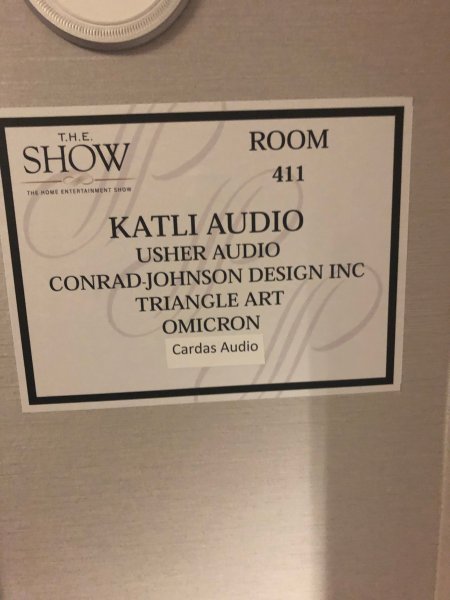 T.H.E.
SHOW
THE HOME ENTERTAINMENT SHOW
ROOM
411
KATLI AUDIO
USHER AUDIO
CONRAD-JOHNSON DESIGN INC
TRIANGLE ART
OMICRON
Cardas Audio